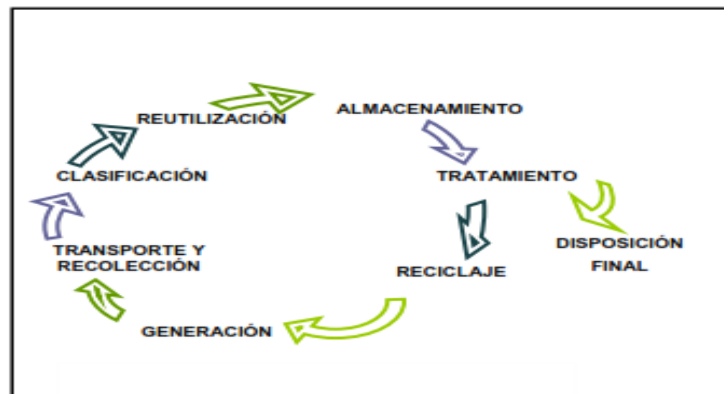 REUTILIZACIÓN
ALMACENAMIENTO
CLASIFICACIÓN
TRATAMIENTO
TRANSPORTE Y
RECOLECCIÓN
RECICLAJE
DISPOSICIÓN
FINAL
GENERACIÓN